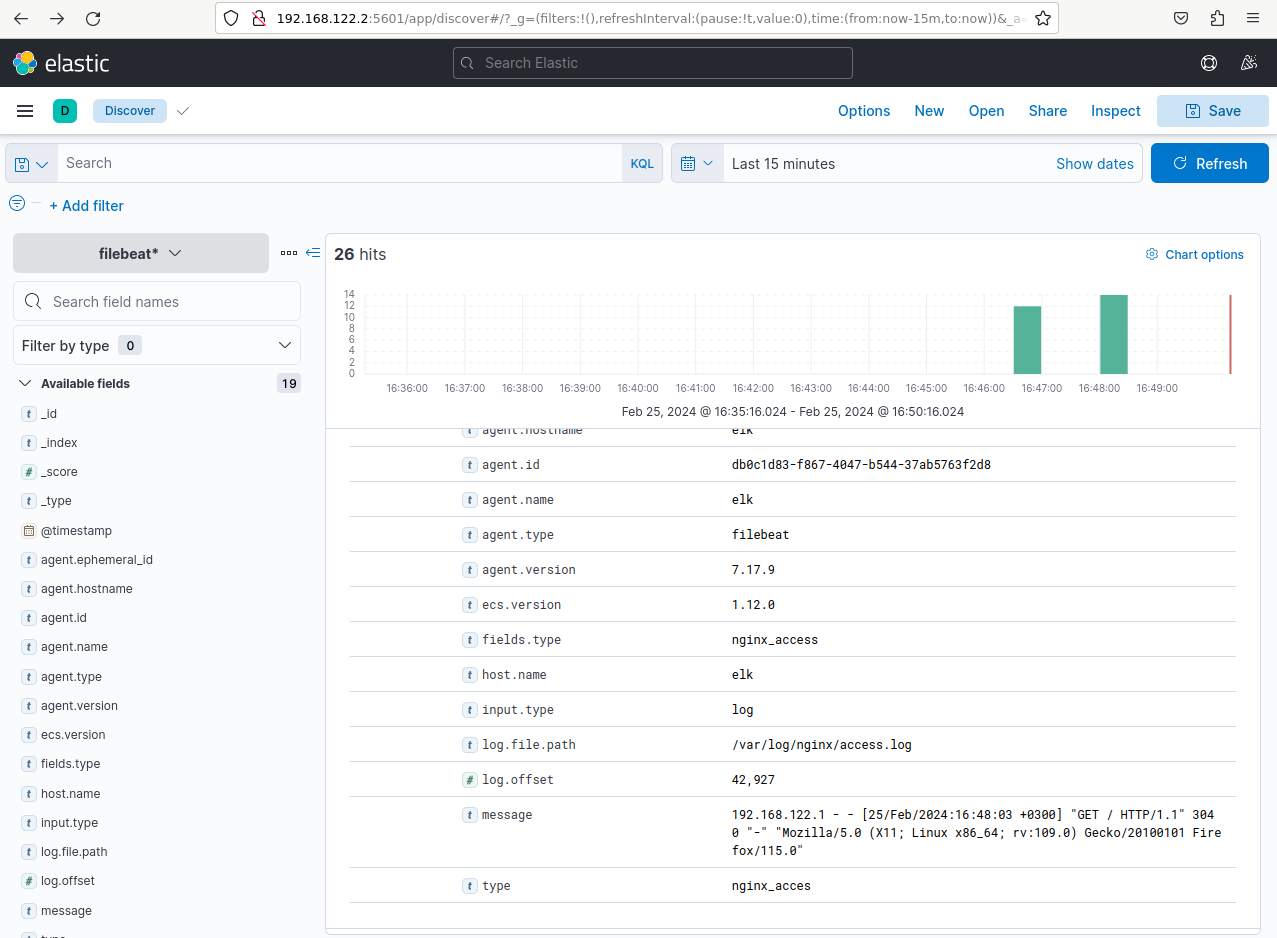 192.168.122.2:5601/app/discover#/?_g=(filters:!(),refreshInterval:(pause:!t,value:0),time:(from:now-15m,to:now))&_a=
elastic
Search Elastic
D
Discover
Options
New
Open
Share
Inspect
Save
Search
KQL
Last 15 minutes
Show dates
Refresh
+ Add filter
filebeat*
Search field names
Filter by type 0
Available fields 19
t _id
t _index
# _score
t _type
@timestamp
t agent.ephemeral_id
t agent.hostname
t agent.id
t agent.name
t agent.type
t agent.version
t ecs.version
t fields.type
t host.name
t input.type
t log.file.path
# log.offset
t message
type
26 hits
Chart options
14
12
10
8
6
4
2
0
16:36:00 16:37:00 16:38:00 16:39:00 16:40:00 16:41:00 16:42:00 16:43:00 16:44:00 16:45:00 16:46:00 16:47:00 16:48:00 16:49:00
Feb 25, 2024 @ 16:35:16.024 - Feb 25, 2024 @ 16:50:16.024
t agent.hostname elk
t agent.id db0c1d83-f867-4047-b544-37ab5763f2d8
t agent.name elk
t agent.type filebeat
t agent.version 7.17.9
t ecs.version 1.12.0
t fields.type nginx_access
t host.name elk
t input.type log
t log.file.path /var/log/nginx/access.log
# log.offset 42,927
t message 192.168.122.1 - - [25/Feb/2024:16:48:03 +0300] "GET / HTTP/1.1" 304
0 "-" "Mozilla/5.0 (X11; Linux x86_64; rv:109.0) Gecko/20100101 Fire
fox/115.0"
t type nginx_acces